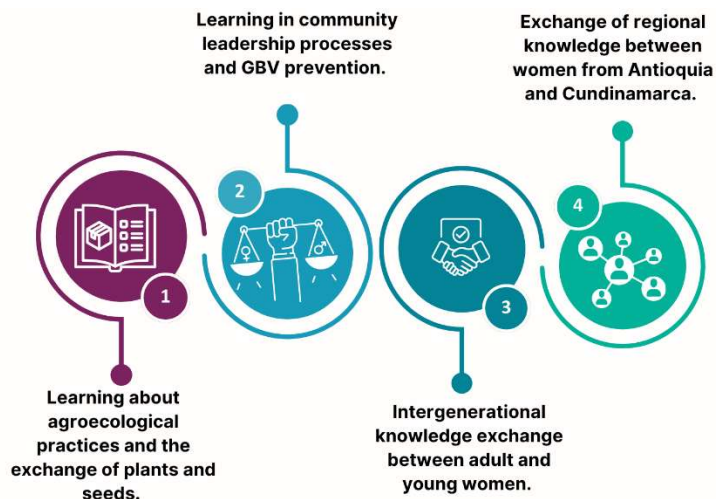 Learning in community
leadership processes
and GBV prevention.
Exchange of regional
knowledge between
women from Antioquia
and Cundinamarca.
1
2
3
4
Learning about
agroecological
practices and the
exchange of plants and
seeds.
Intergenerational
knowledge exchange
between adult and
young women.